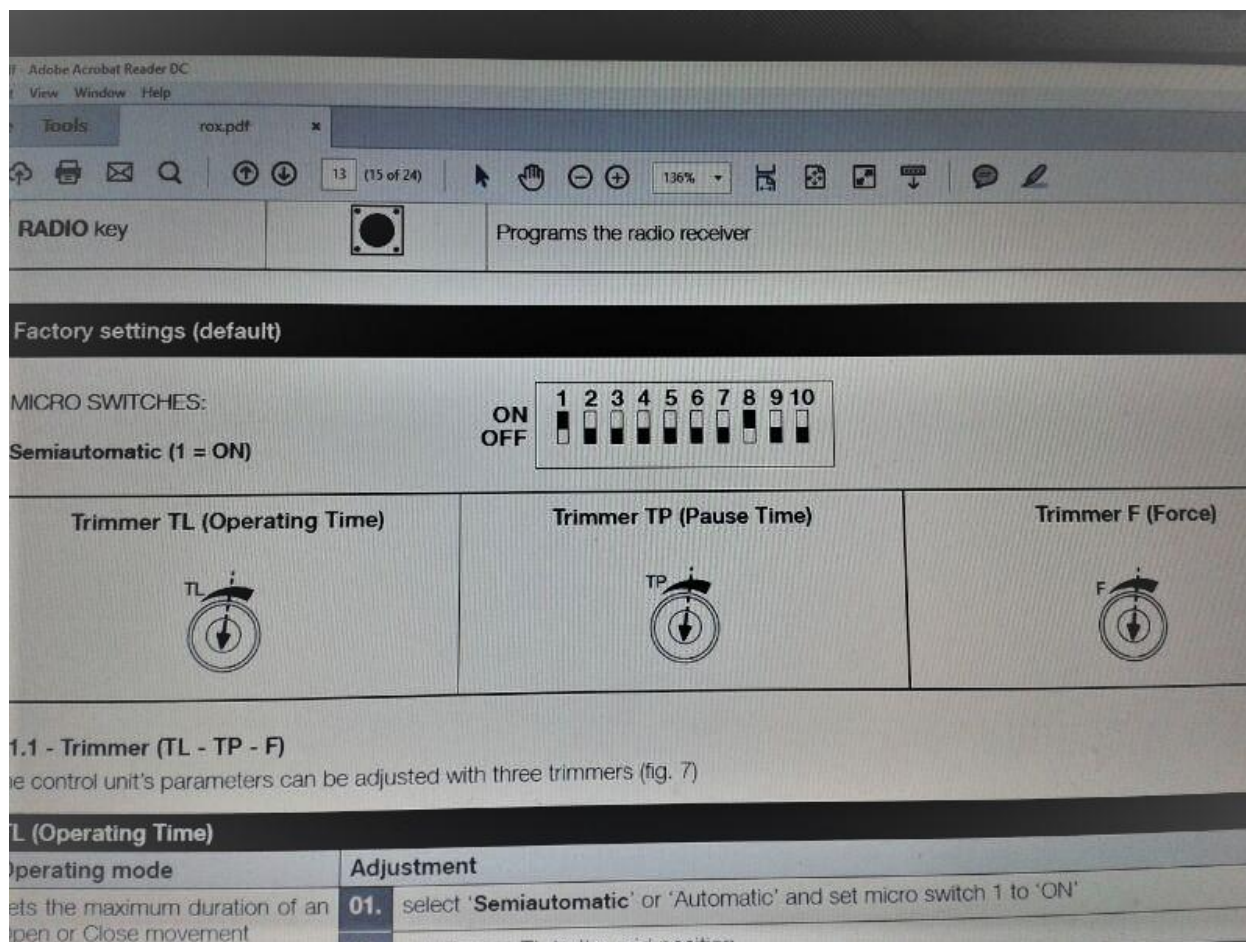 - Adobe Acrobat Reader DC
View Window Help
Tools rox.pdf ×
13 (15 of 24) 136%
RADIO key Programs the radio receiver
Factory settings (default)
MICRO SWITCHES:
1 2 3 4 5 6 7 8 9 10
ON
OFF
Semiautomatic (1 = ON)
Trimmer TL (Operating Time) Trimmer TP (Pause Time) Trimmer F (Force)
TL TP F
1.1 - Trimmer (TL - TP - F)
e control unit's parameters can be adjusted with three trimmers (fig. 7)
L (Operating Time)
perating mode Adjustment
ets the maximum duration of an 01. select 'Semiautomatic' or 'Automatic' and set micro switch 1 to 'ON'
pen or Close movement